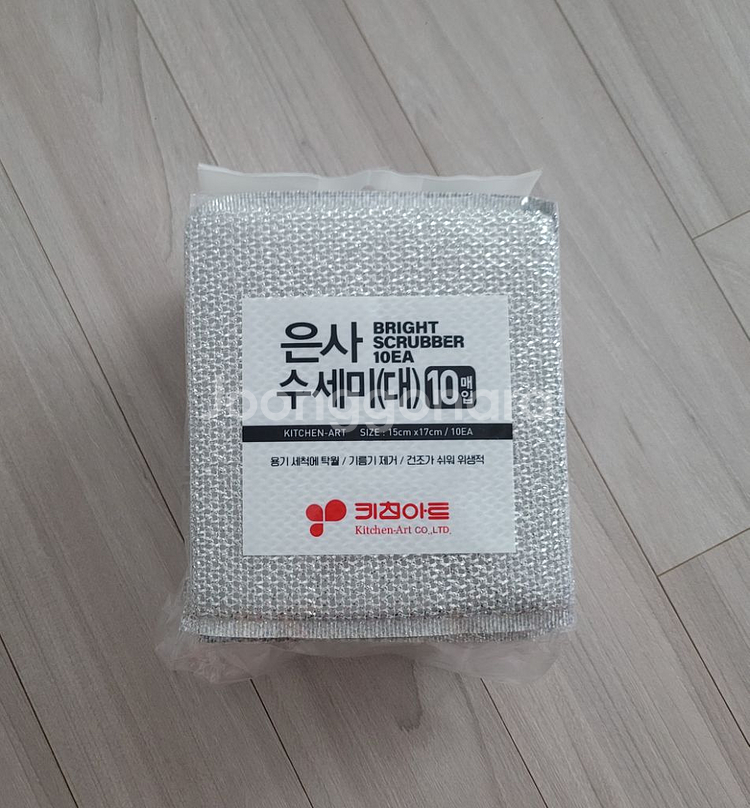 은사 BRIGHT SCRUBBER 10EA
수세미(대) 10매입
KITCHEN-ART SIZE : 15cm x17cm / 10EA
용기 세척에 탁월 / 기름기 제거 / 건조가 쉬워 위생적
키친아트
Kitchen-Art CO.,LTD.
Joonggonara